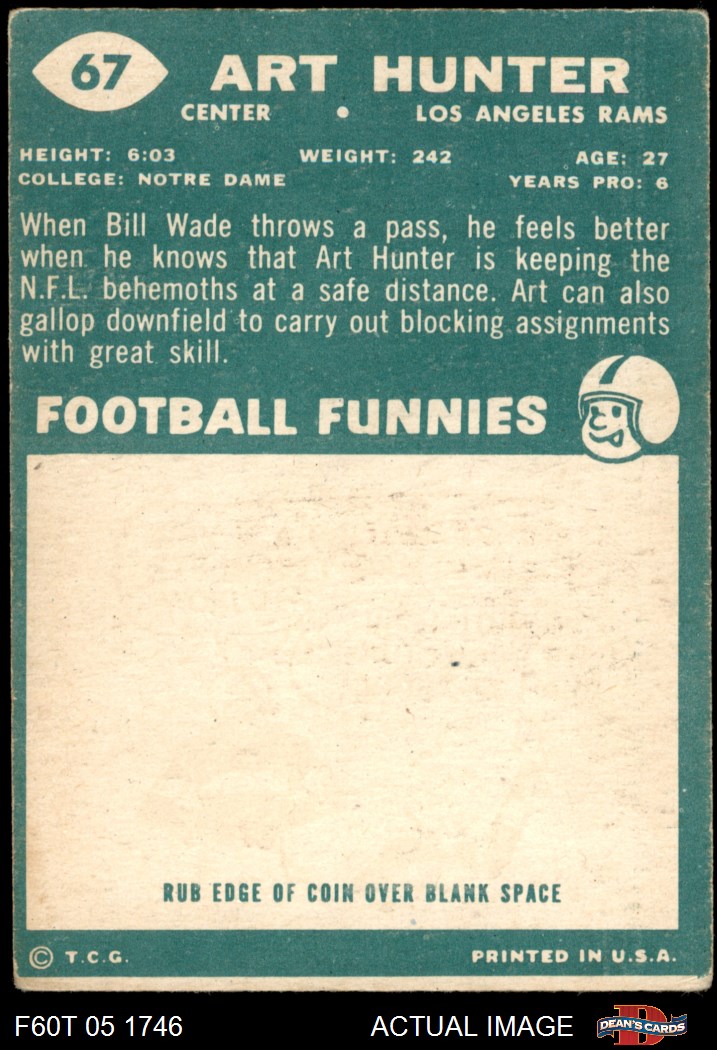 67
ART HUNTER
CENTER • LOS ANGELES RAMS
HEIGHT: 6:03 WEIGHT: 242 AGE: 27
COLLEGE: NOTRE DAME YEARS PRO: 6
When Bill Wade throws a pass, he feels better
when he knows that Art Hunter is keeping the
N.F.L. behemoths at a safe distance. Art can also
gallop downfield to carry out blocking assignments
with great skill.
FOOTBALL FUNNIES
RUB EDGE OF COIN OVER BLANK SPACE
© T.C.G. PRINTED IN U.S.A.
F60T 05 1746 ACTUAL IMAGE D DEAN'S CARDS